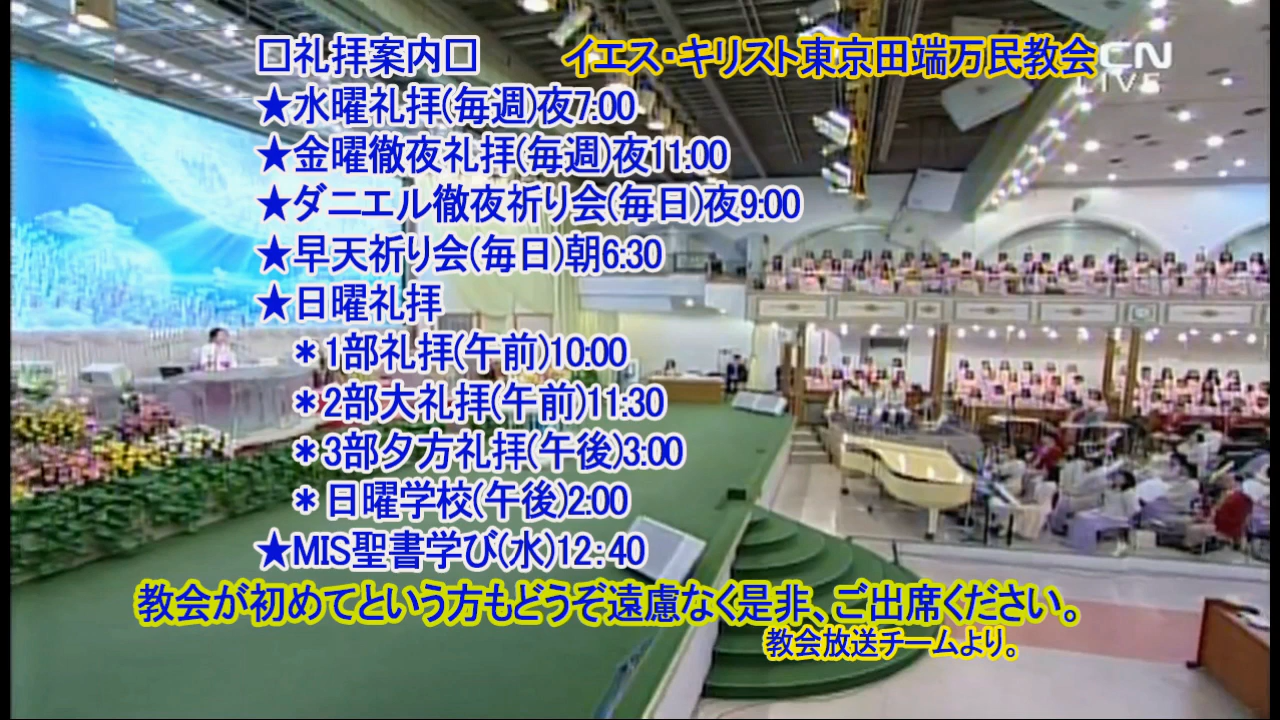 □礼拝案内□ イエス・キリスト東京田端万民教会
CN
LIVE
★水曜礼拝(毎週)夜7:00
★金曜徹夜礼拝(毎週)夜11:00
★ダニエル徹夜祈り会(毎日)夜9:00
★早天祈り会(毎日)朝6:30
★日曜礼拝
＊1部礼拝(午前)10:00
＊2部大礼拝(午前)11:30
＊3部夕方礼拝(午後)3:00
＊日曜学校(午後)2:00
★MIS聖書学び(水)12:40
教会が初めてという方もどうぞ遠慮なく是非、ご出席ください。
教会放送チームより。